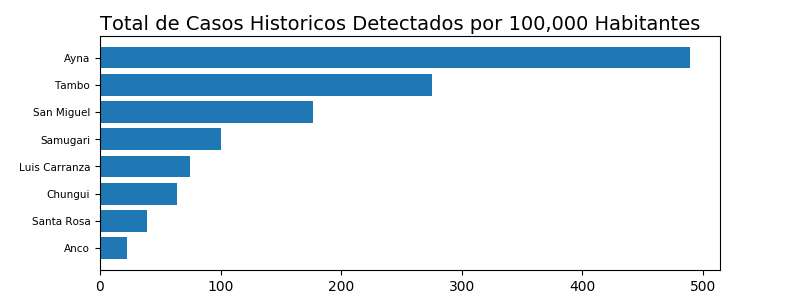 Total de Casos Historicos Detectados por 100,000 Habitantes
Ayna
Tambo
San Miguel
Samugari
Luis Carranza
Chungui
Santa Rosa
Anco
0 100 200 300 400 500